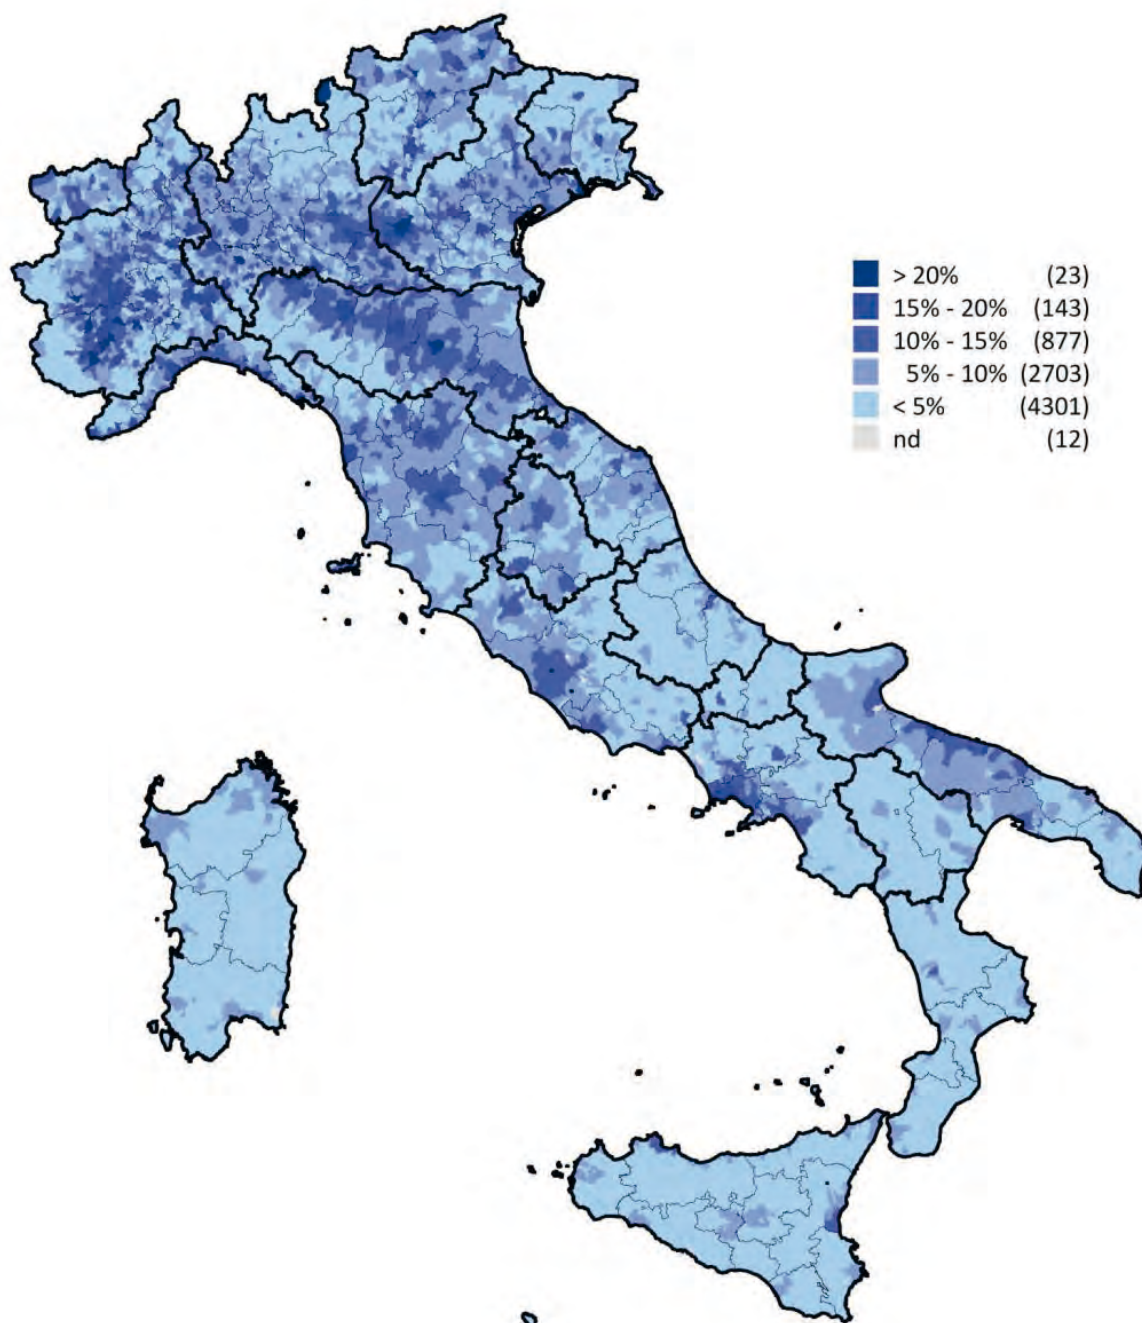 > 20% (23)
15% - 20% (143)
10% - 15% (877)
5% - 10% (2703)
< 5% (4301)
nd (12)